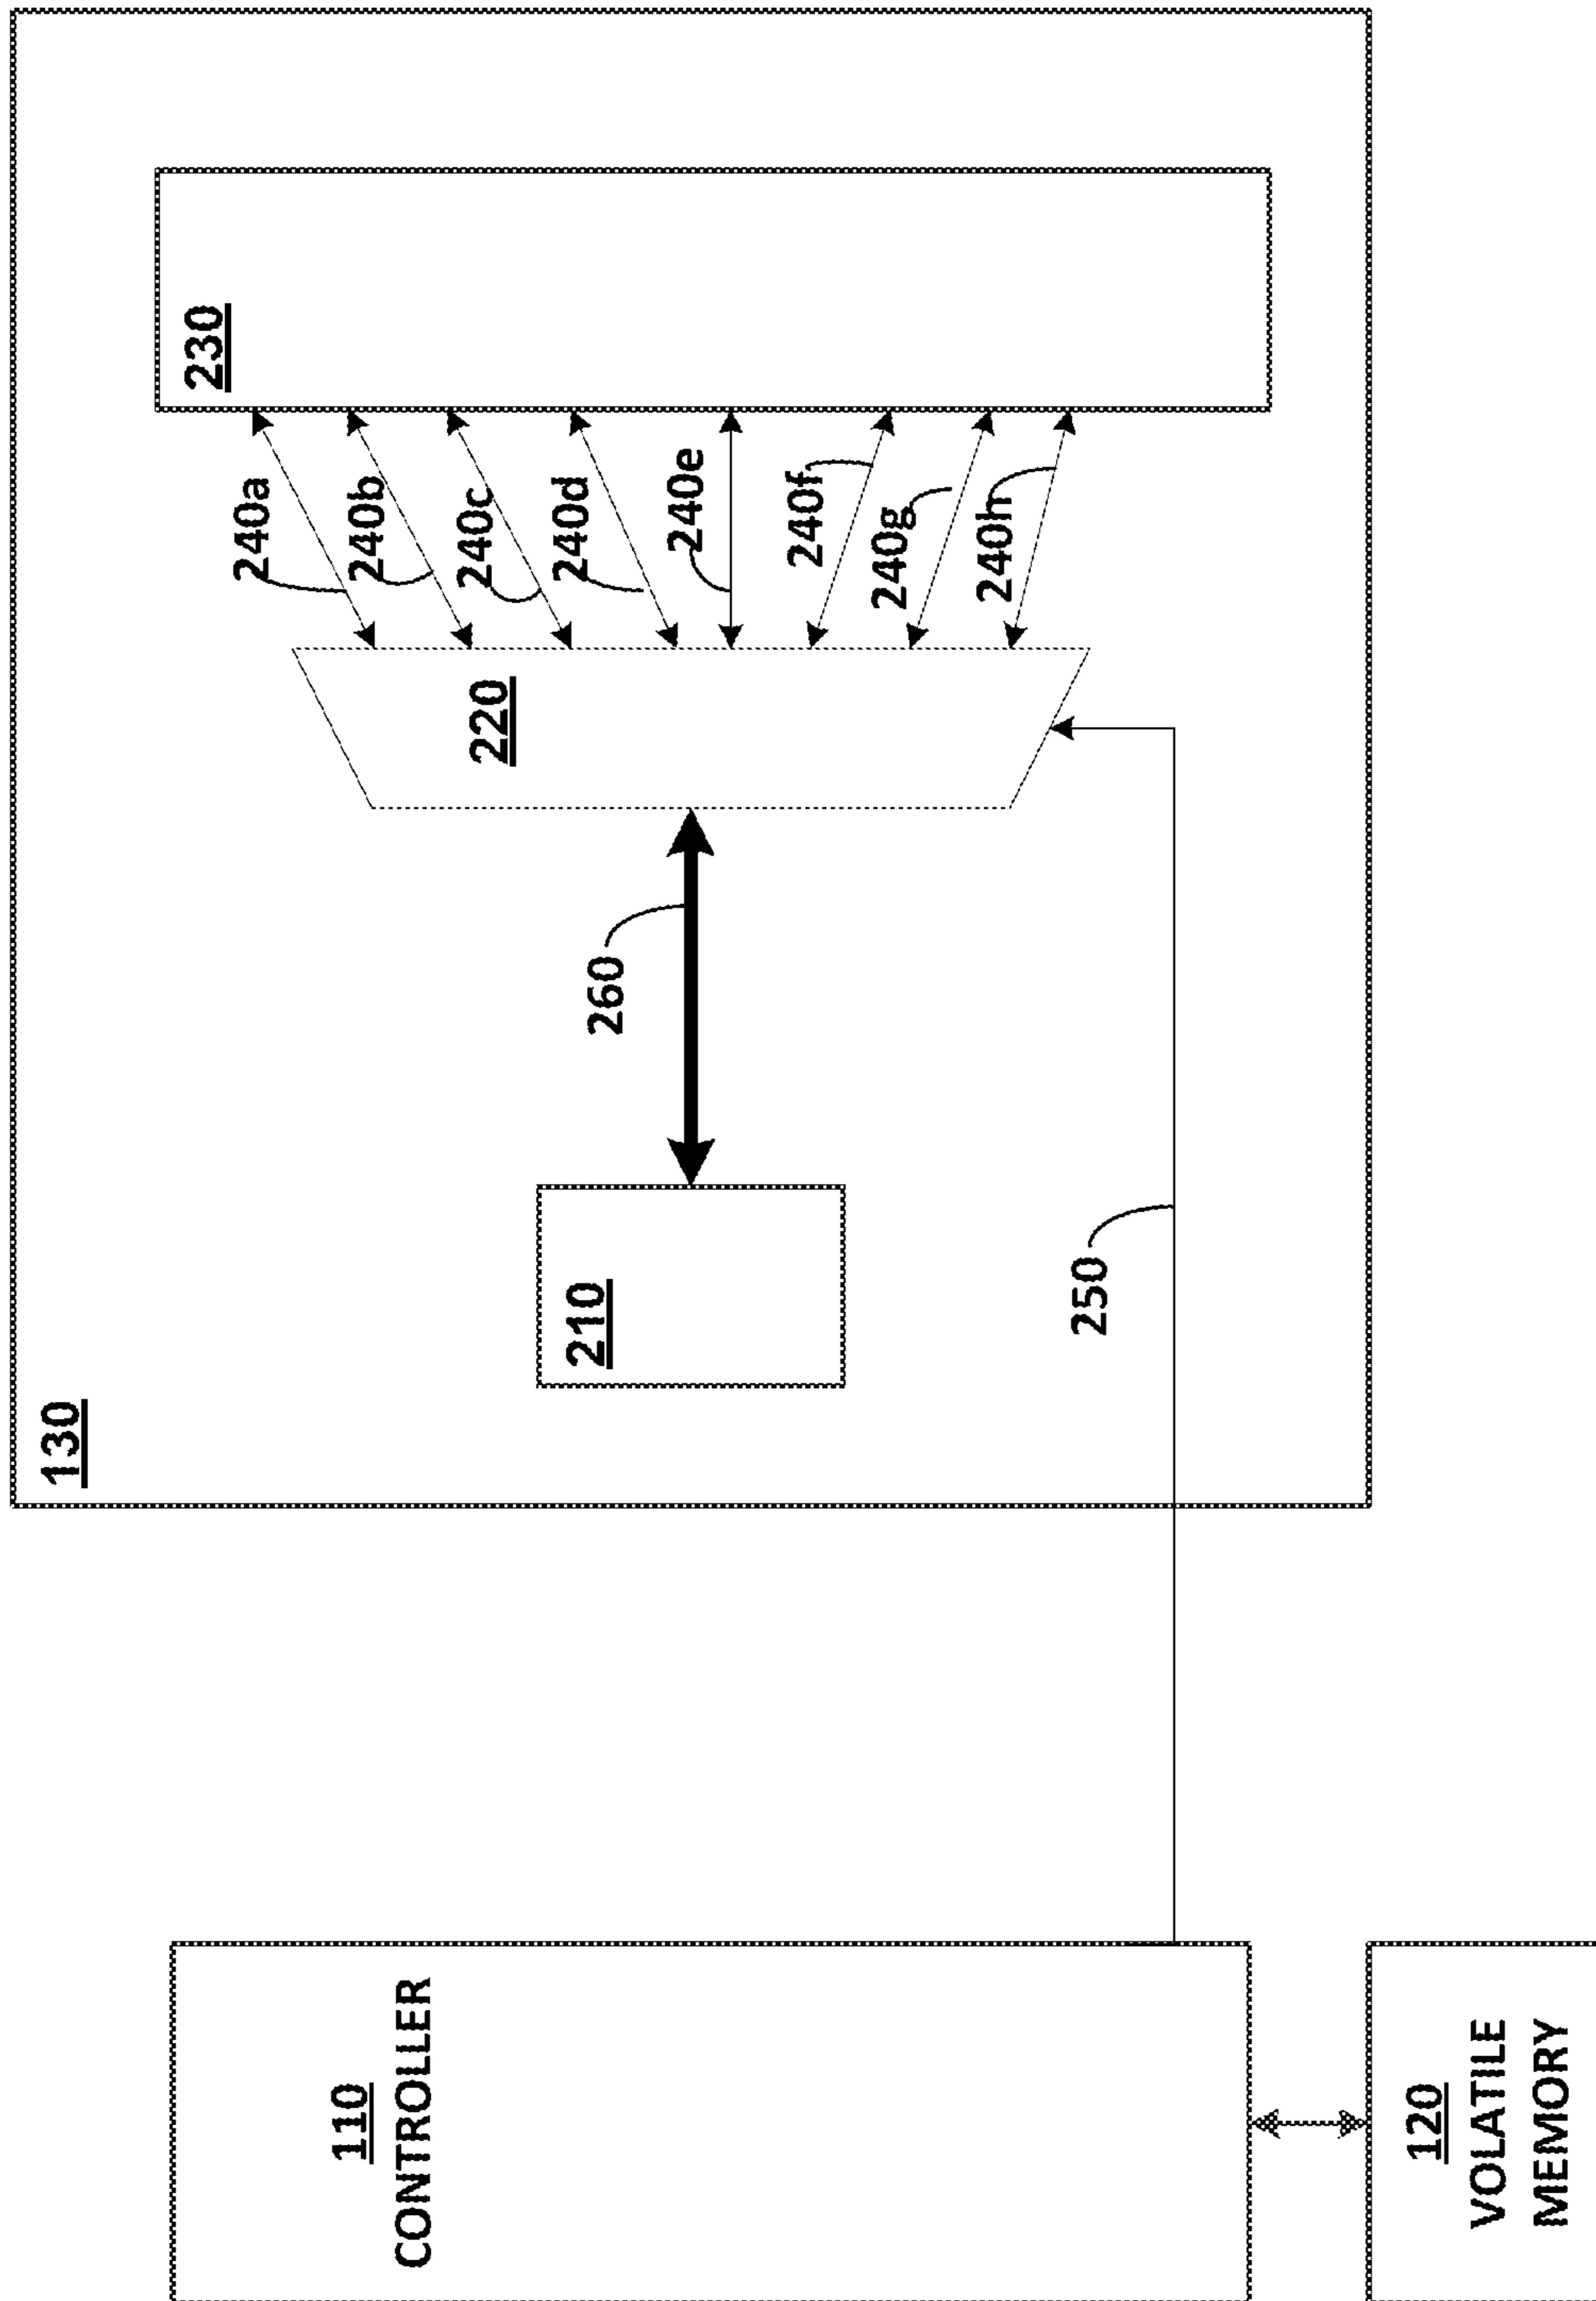 110
CONTROLLER
120
VOLATILE
MEMORY
130
210
260
250
220
240a
240b
240c
240d
240e
240f
240g
240h
230